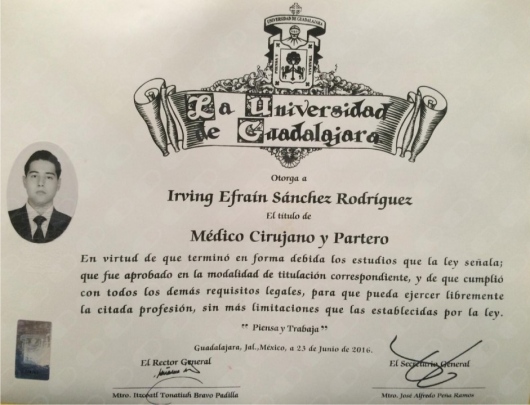 UNIVERSIDAD DE GUADALAJARA
La Universidad
de Guadalajara
Otorga a
Irving Efraín Sánchez Rodríguez
El título de
Médico Cirujano y Partero
En virtud de que terminó en forma debida los estudios que la ley señala;
que fue aprobado en la modalidad de titulación correspondiente, y de que cumplió
con todos los demás requisitos legales, para que pueda ejercer libremente
la citada profesión, sin más limitaciones que las establecidas por la ley.
" Piensa y Trabaja "
Guadalajara, Jal.,México, a 23 de Junio de 2016.
El Rector General
El Secretario General
Mtro. Itzcóatl Tonatiuh Bravo Padilla
Mtro. José Alfredo Peña Ramos